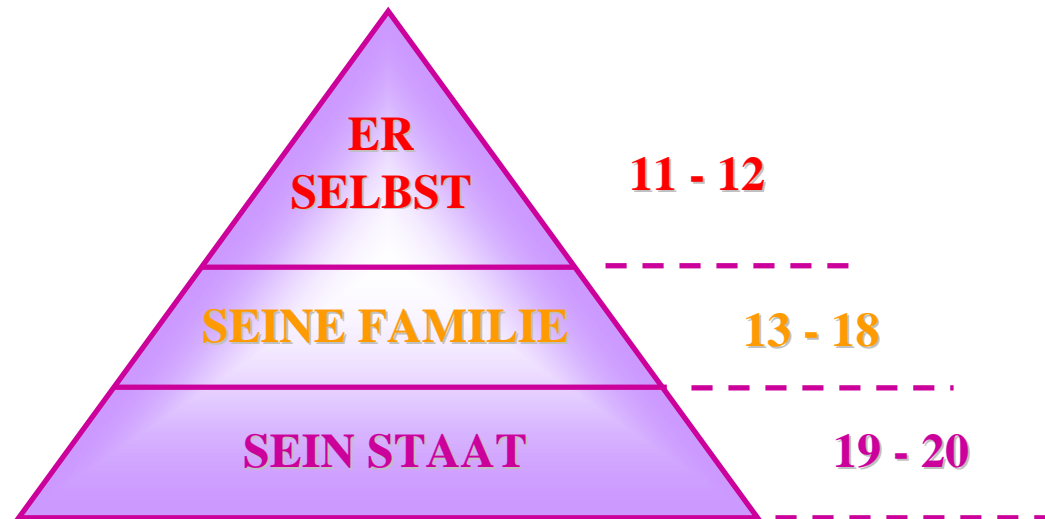 ER
SELBST
11 - 12
SEINE FAMILIE
13 - 18
SEIN STAAT
19 - 20